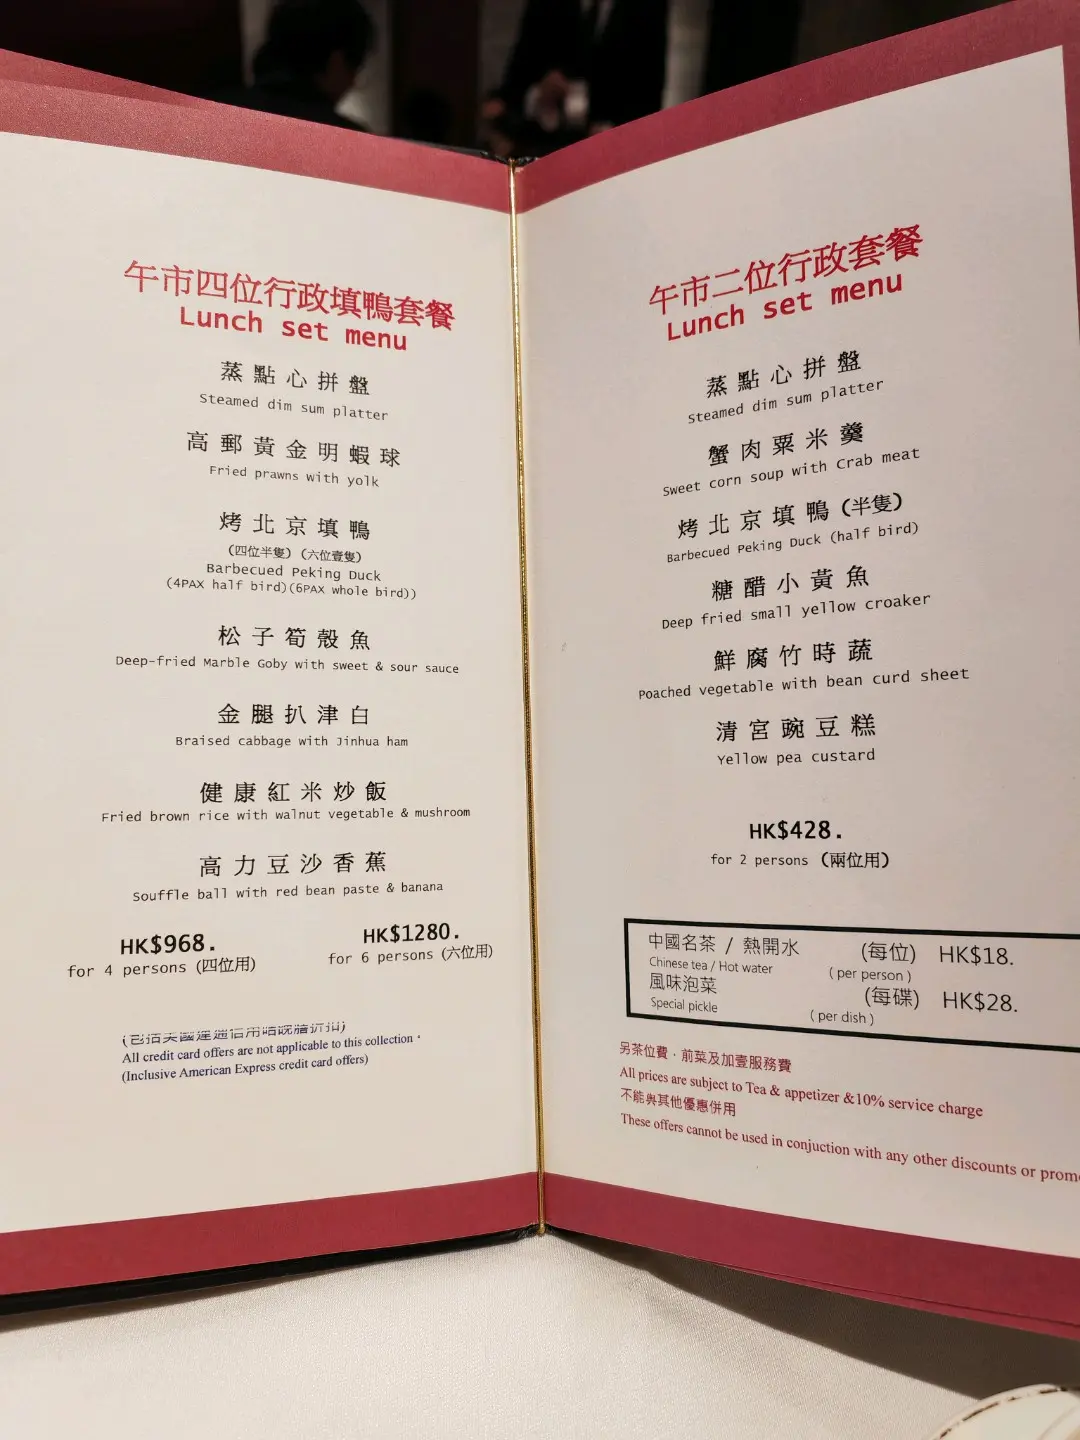 午市四位行政填鴨套餐
Lunch set menu
蒸點心拼盤
Steamed dim sum platter
高郵黃金明蝦球
Fried prawns with yolk
烤北京填鴨
(四位半隻) (六位壹隻)
Barbecued Peking Duck
(4PAX half bird)(6PAX whole bird))
松子筍殼魚
Deep-fried Marble Goby with sweet & sour sauce
金腿扒津白
Braised cabbage with Jinhua ham
健康紅米炒飯
Fried brown rice with walnut vegetable & mushroom
高力豆沙香蕉
Souffle ball with red bean paste & banana
HK$968.
for 4 persons (四位用)
HK$1280.
for 6 persons (六位用)
All credit card offers are not applicable to this collection .
(Inclusive American Express credit card offers)
午市二位行政套餐
Lunch set menu
蒸點心拼盤
Steamed dim sum platter
蟹肉粟米羹
Sweet corn soup with Crab meat
烤北京填鴨(半隻)
Barbecued Peking Duck (half bird)
糖醋小黃魚
Deep fried small yellow croaker
鮮腐竹時蔬
Poached vegetable with bean curd sheet
清宮豌豆糕
Yellow pea custard
HK$428.
for 2 persons (兩位用)
中國名茶 / 熱開水 (每位) HK$18.
Chinese tea / Hot water ( per person )
風味泡菜 (每碟) HK$28.
Special pickle ( per dish )
另茶位費．前菜及加壹服務費
All prices are subject to Tea & appetizer &10% service charge
不能與其他優惠併用
These offers cannot be used in conjuction with any other discounts or promo